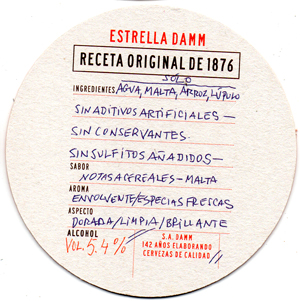 ESTRELLA DAMM
RECETA ORIGINAL DE 1876
SOLO
INGREDIENTES AGUA, MALTA, ARROZ, LÚPULO
SIN ADITIVOS ARTIFICIALES —
SIN CONSERVANTES.
SIN SULFITOS AÑADIDOS —
SABOR
NOTAS A CEREALES - MALTA
AROMA
ENVOLVENTE/ESPECIAS FRESCAS
ASPECTO
DORADA/LIMPIA/BRILLANTE
ALCOHOL
VOL. 5.4%
S.A. DAMM
142 AÑOS ELABORANDO
CERVEZAS DE CALIDAD